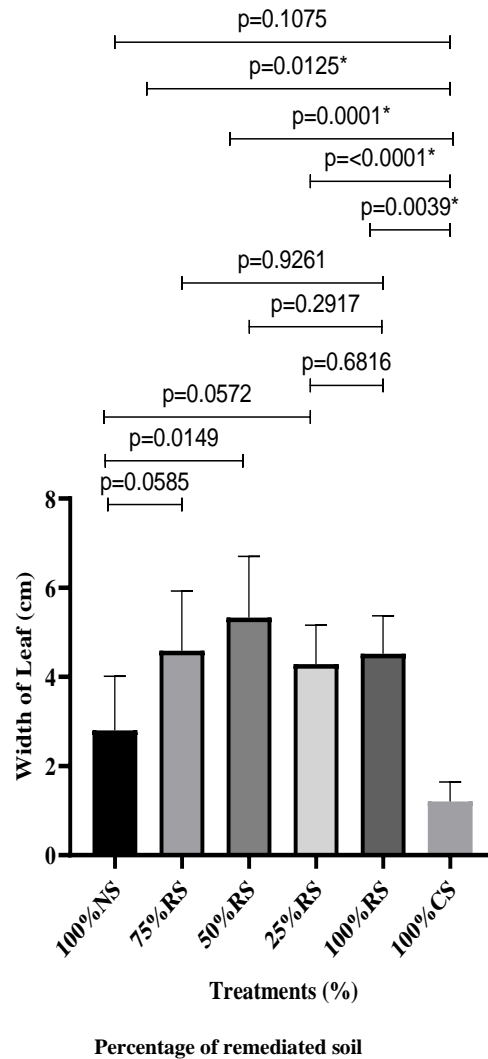 p=0.1075
p=0.0125*
p=0.0001*
p=<0.0001*
p=0.0039*
p=0.9261
p=0.2917
p=0.6816
p=0.0572
p=0.0149
p=0.0585
8
6
4
2
0
Width of Leaf (cm)
100%NS
75%RS
50%RS
25%RS
100%RS
100%CS
Treatments (%)
Percentage of remediated soil